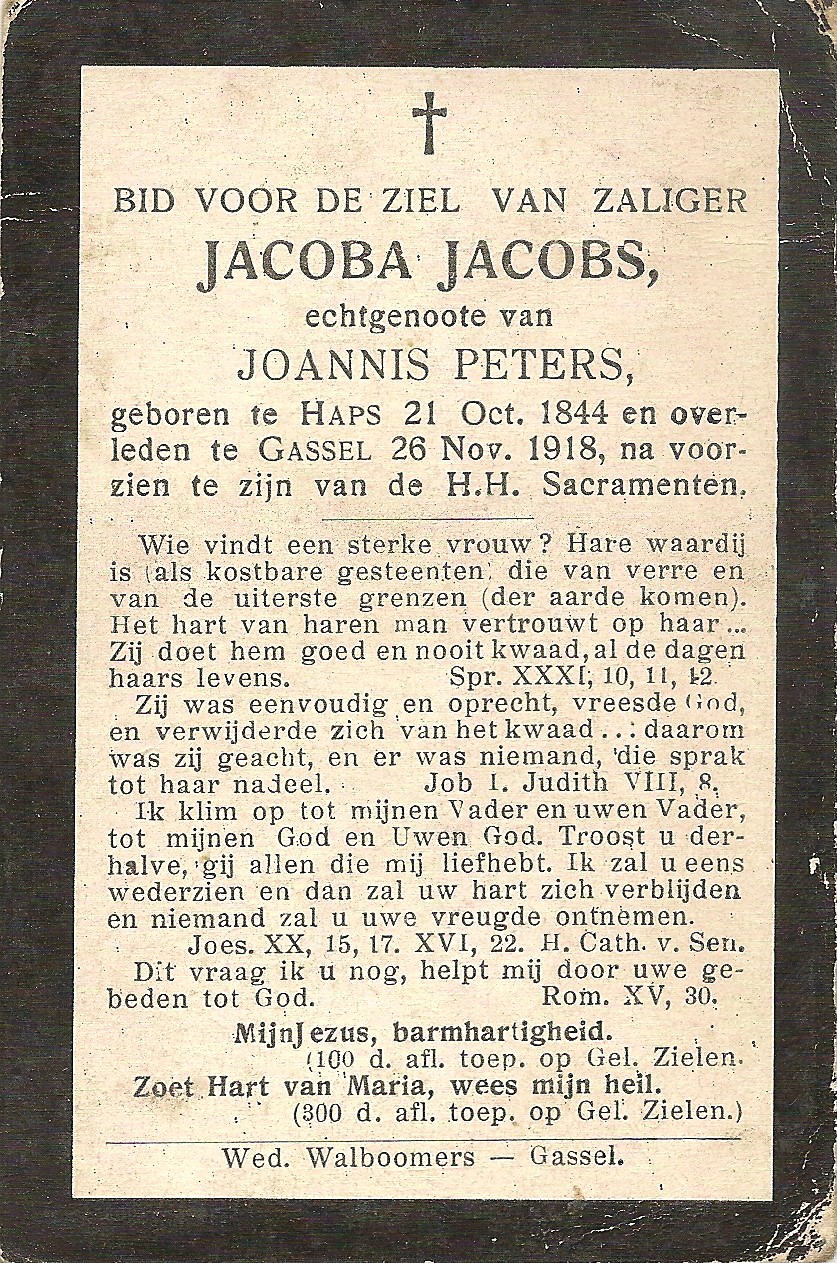 BID VOOR DE ZIEL VAN ZALIGER
JACOBA JACOBS,
echtgenoote van
JOANNIS PETERS,
geboren te HAPS 21 Oct. 1844 en over-
leden te GASSEL 26 Nov. 1918, na voor-
zien te zijn van de H.H. Sacramenten.
Wie vindt een sterke vrouw? Hare waardij
is (als kostbare gesteenten, die van verre en
van de uiterste grenzen (der aarde komen).
Het hart van haren man vertrouwt op haar...
Zij doet hem goed en nooit kwaad, al de dagen
haars levens. Spr. XXXI, 10, 11, 12.
Zij was eenvoudig en oprecht, vreesde God,
en verwijderde zich van het kwaad...: daarom
was zij geacht, en er was niemand, die sprak
tot haar nadeel. Job I. Judith VIII, 8.
Ik klim op tot mijnen Vader en uwen Vader,
tot mijnen God en Uwen God. Troost u der-
halve, gij allen die mij liefhebt. Ik zal u eens
wederzien en dan zal uw hart zich verblijden
en niemand zal u uwe vreugde ontnemen.
Joes. XX, 15, 17. XVI, 22. H. Cath. v. Sen.
Dit vraag ik u nog, helpt mij door uwe ge-
beden tot God. Rom. XV, 30.
Mijn Jezus, barmhartigheid.
(100 d. afl. toep. op Gel. Zielen.
Zoet Hart van Maria, wees mijn heil.
(300 d. afl. toep. op Gel. Zielen.)
Wed. Walboomers — Gassel.